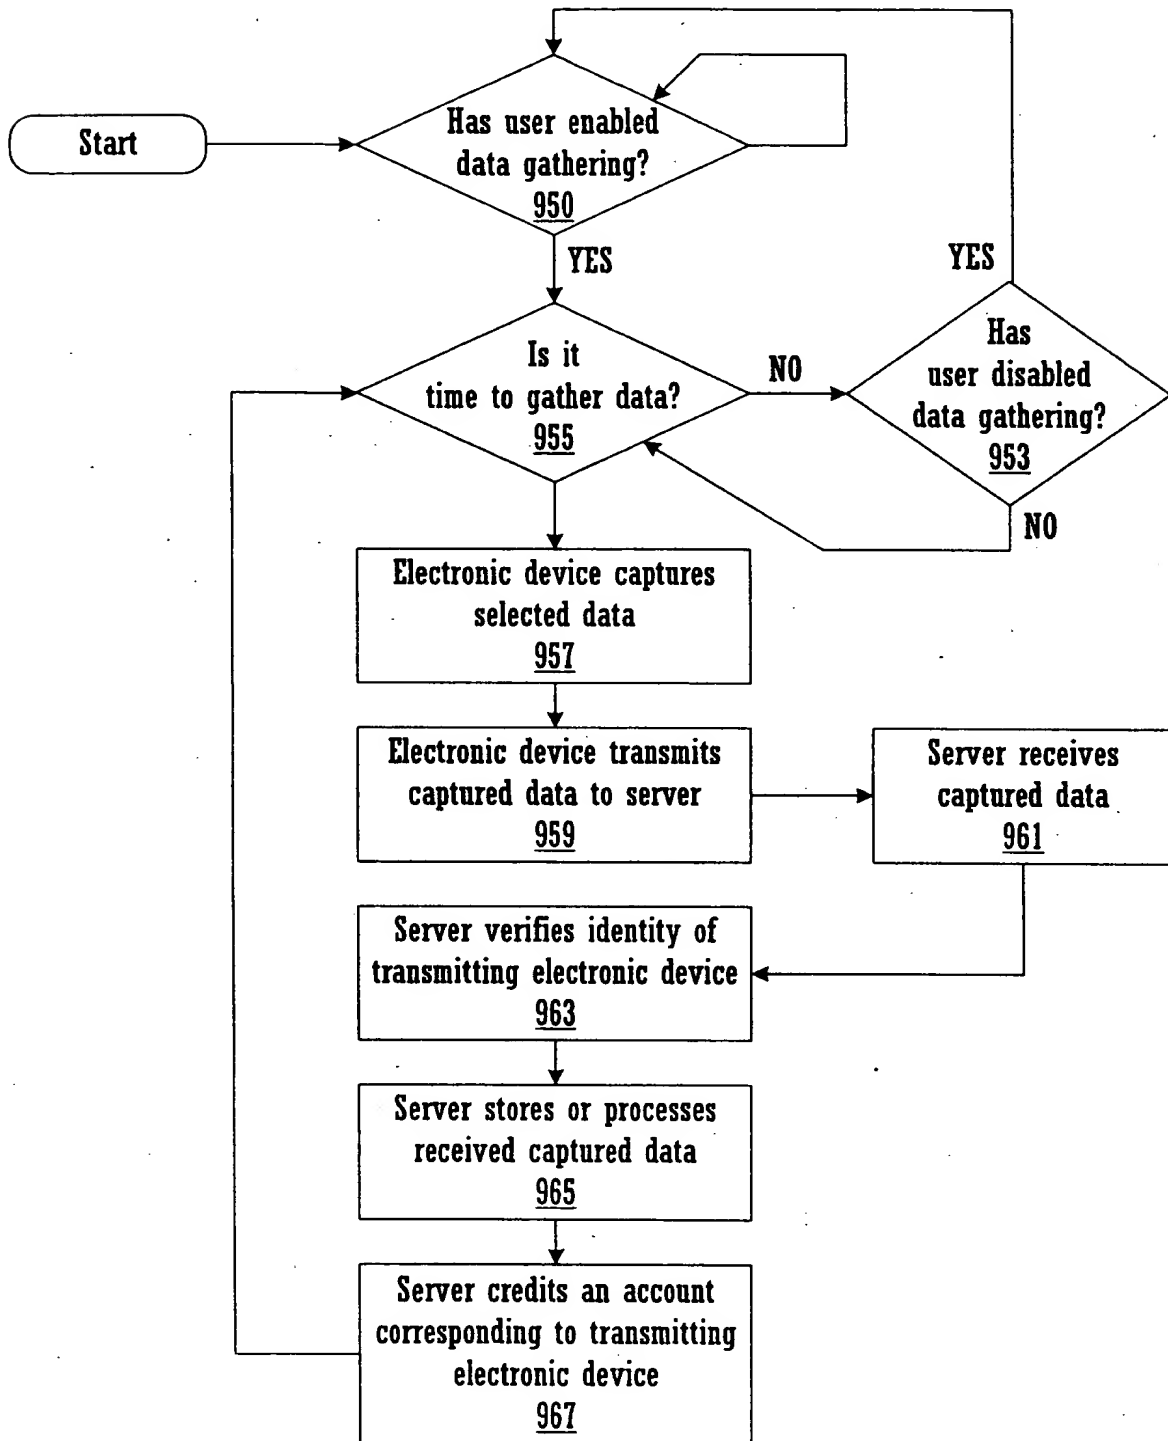 Start
Has user enabled
data gathering?
950
YES
YES
Is it
time to gather data?
955
NO
Has
user disabled
data gathering?
953
NO
Electronic device captures
selected data
957
Electronic device transmits
captured data to server
959
Server receives
captured data
961
Server verifies identity of
transmitting electronic device
963
Server stores or processes
received captured data
965
Server credits an account
corresponding to transmitting
electronic device
967